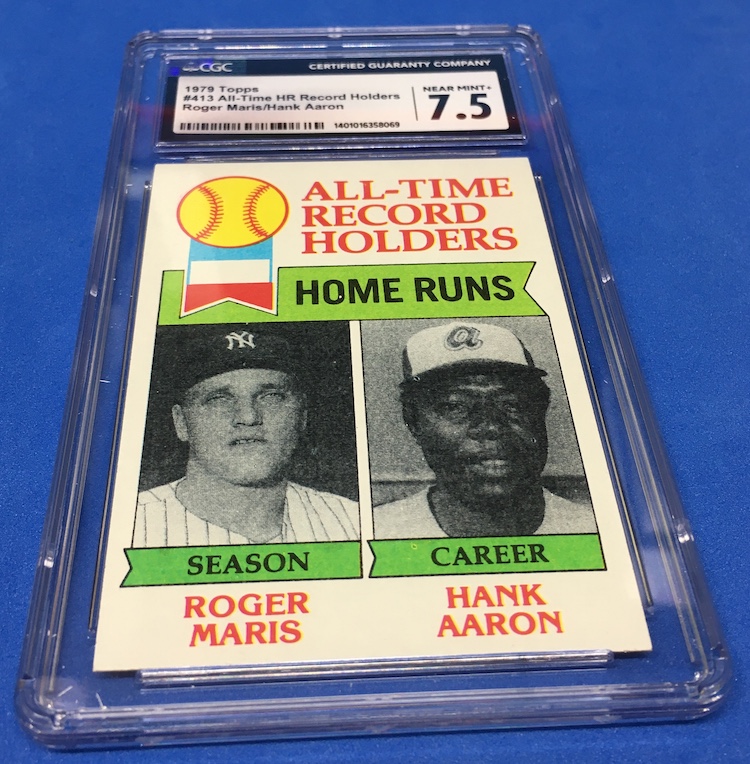 CGC CERTIFIED GUARANTY COMPANY
1979 Topps
#413 All-Time HR Record Holders
Roger Maris/Hank Aaron
1401016358069
NEAR MINT+
7.5
ALL-TIME
RECORD
HOLDERS
HOME RUNS
NY
a
SEASON
CAREER
ROGER
MARIS
HANK
AARON